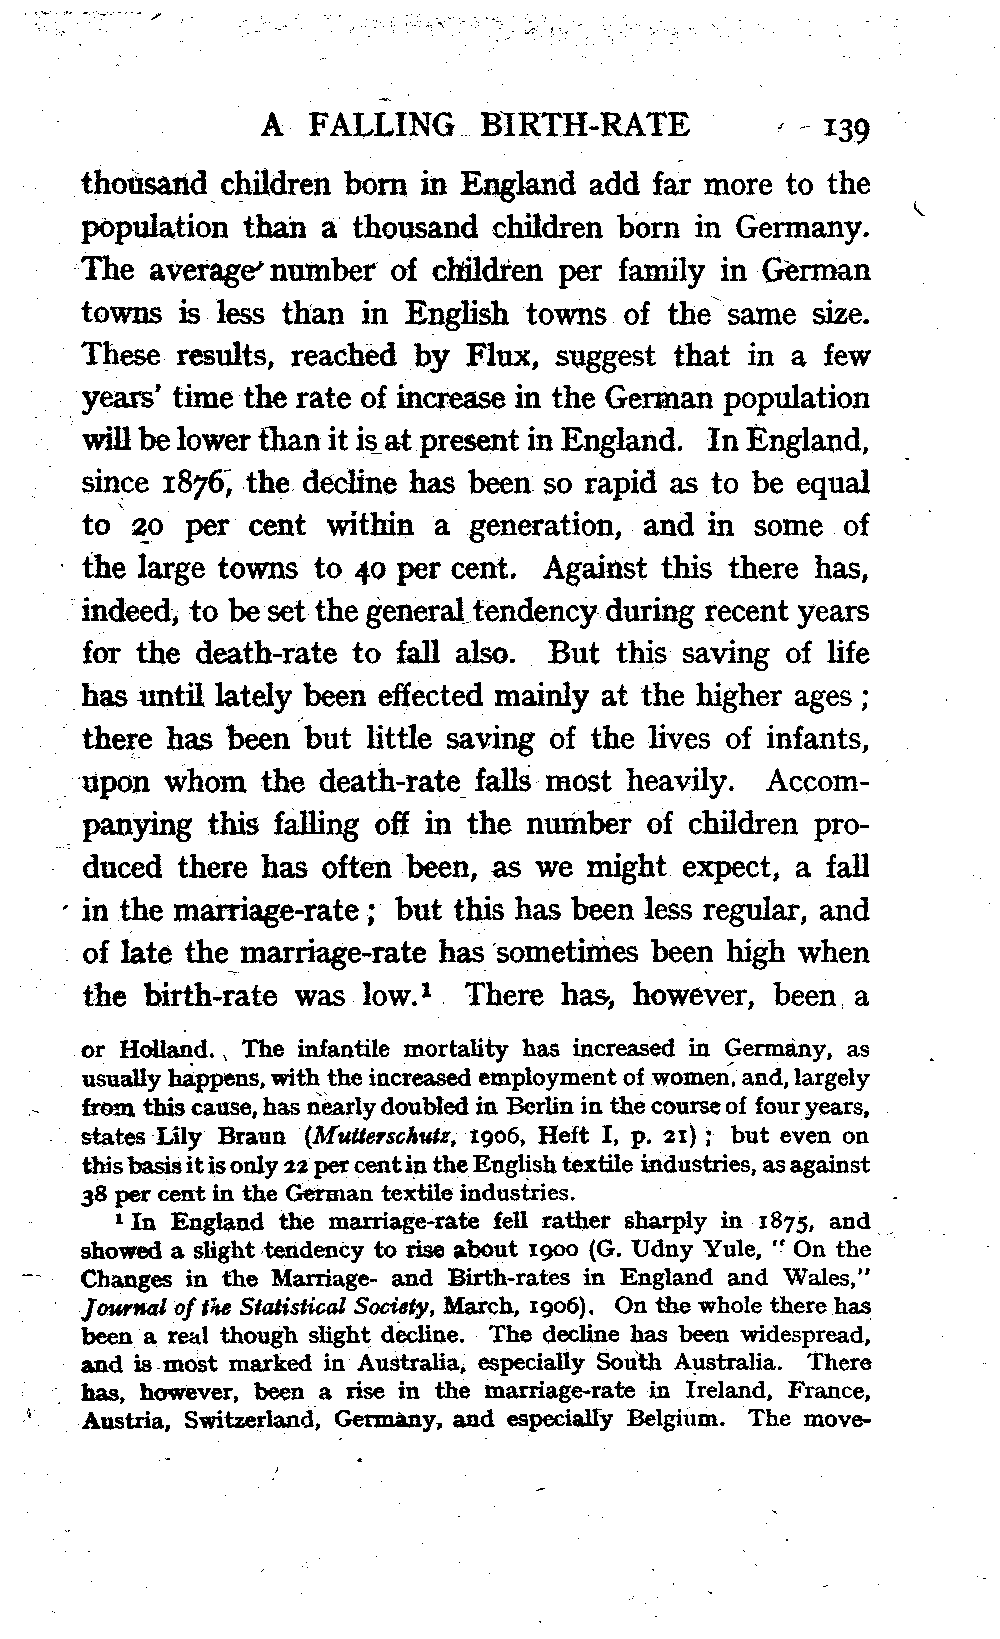 A FALLING BIRTH-RATE 139
thousand children born in England add far more to the
population than a thousand children born in Germany.
The average number of children per family in German
towns is less than in English towns of the same size.
These results, reached by Flux, suggest that in a few
years' time the rate of increase in the German population
will be lower than it is at present in England. In England,
since 1876, the decline has been so rapid as to be equal
to 20 per cent within a generation, and in some of
the large towns to 40 per cent. Against this there has,
indeed, to be set the general tendency during recent years
for the death-rate to fall also. But this saving of life
has until lately been effected mainly at the higher ages ;
there has been but little saving of the lives of infants,
upon whom the death-rate falls most heavily. Accom-
panying this falling off in the number of children pro-
duced there has often been, as we might expect, a fall
in the marriage-rate ; but this has been less regular, and
of late the marriage-rate has sometimes been high when
the birth-rate was low.¹ There has, however, been a
or Holland. The infantile mortality has increased in Germany, as
usually happens, with the increased employment of women, and, largely
from this cause, has nearly doubled in Berlin in the course of four years,
states Lily Braun (Mutterschutz, 1906, Heft I, p. 21) ; but even on
this basis it is only 22 per cent in the English textile industries, as against
38 per cent in the German textile industries.
¹ In England the marriage-rate fell rather sharply in 1875, and
showed a slight tendency to rise about 1900 (G. Udny Yule, " On the
Changes in the Marriage- and Birth-rates in England and Wales,"
Journal of the Statistical Society, March, 1906). On the whole there has
been a real though slight decline. The decline has been widespread,
and is most marked in Australia, especially South Australia. There
has, however, been a rise in the marriage-rate in Ireland, France,
Austria, Switzerland, Germany, and especially Belgium. The move-